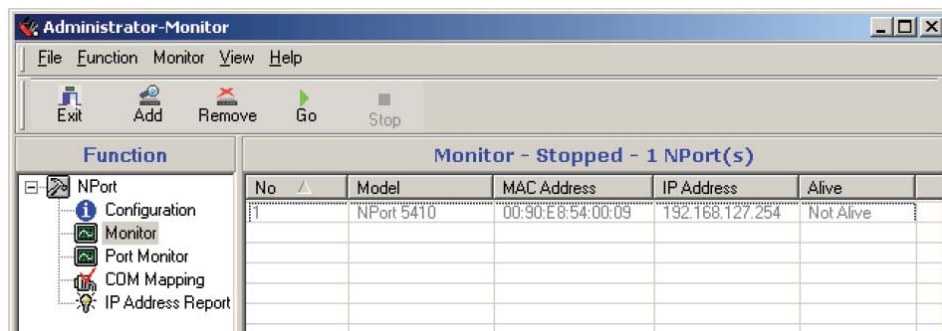 Administrator-Monitor
File Function Monitor View Help
Exit Add Remove Go Stop
Function
Monitor - Stopped - 1 NPort(s)
NPort
Configuration
Monitor
Port Monitor
COM Mapping
IP Address Report
No Model MAC Address IP Address Alive
1 NPort 5410 00:90:E8:54:00:09 192.168.127.254 Not Alive